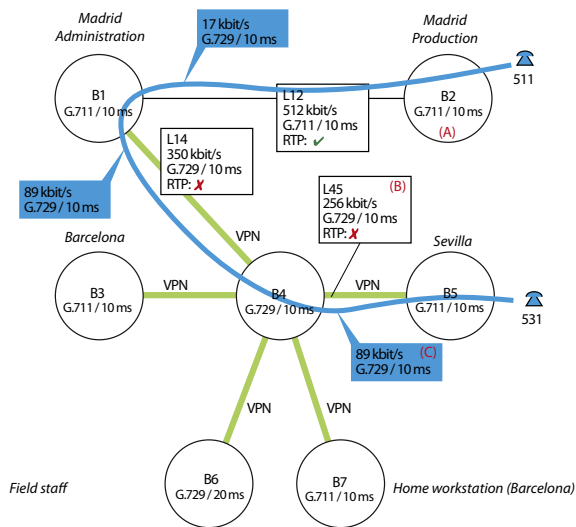 Madrid
Administration
17 kbit/s
G.729 / 10 ms
Madrid
Production
511
B1
G.711 / 10 ms
L12
512 kbit/s
G.711 / 10 ms
RTP: ✓
B2
G.711 / 10 ms
(A)
L14
350 kbit/s
G.729 / 10 ms
RTP: ✗
89 kbit/s
G.729 / 10 ms
L45 (B)
256 kbit/s
G.729 / 10 ms
RTP: ✗
Barcelona
VPN
Sevilla
B3
G.711 / 10 ms
VPN
B4
G.729 / 10 ms
VPN
B5
G.711 / 10 ms
531
89 kbit/s (C)
G.729 / 10 ms
VPN
VPN
Field staff
B6
G.729 / 20 ms
B7
G.711 / 10 ms
Home workstation (Barcelona)